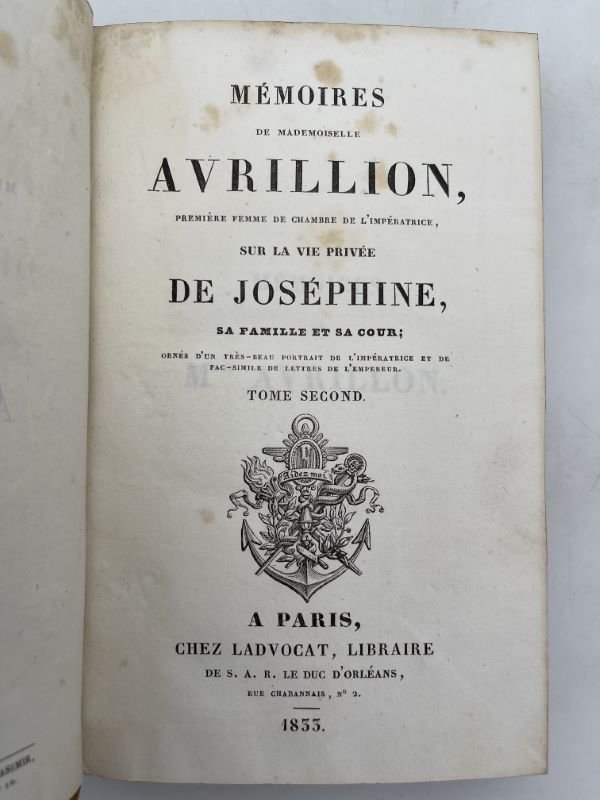 MÉMOIRES
DE MADEMOISELLE
AVRILLION,
PREMIÈRE FEMME DE CHAMBRE DE L'IMPÉRATRICE,
SUR LA VIE PRIVÉE
DE JOSÉPHINE,
SA FAMILLE ET SA COUR;
ORNÉS D'UN TRÈS-BEAU PORTRAIT DE L'IMPÉRATRICE ET DE
FAC-SIMILE DE LETTRES DE L'EMPEREUR.
TOME SECOND.
Aidez moi
A PARIS,
CHEZ LADVOCAT, LIBRAIRE
DE S. A. R. LE DUC D'ORLÉANS,
RUE CHABANNAIS, N° 2.
1833.